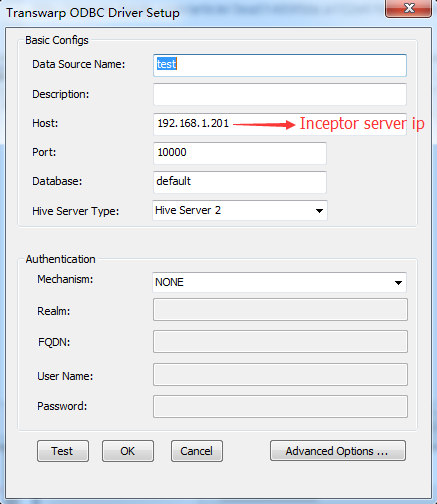 Transwarp ODBC Driver Setup
Basic Configs
Data Source Name: test
Description:
Host: 192.168.1.201 Inceptor server ip
Port: 10000
Database: default
Hive Server Type: Hive Server 2
Authentication
Mechanism: NONE
Realm:
FQDN:
User Name:
Password:
Test OK Cancel Advanced Options ...